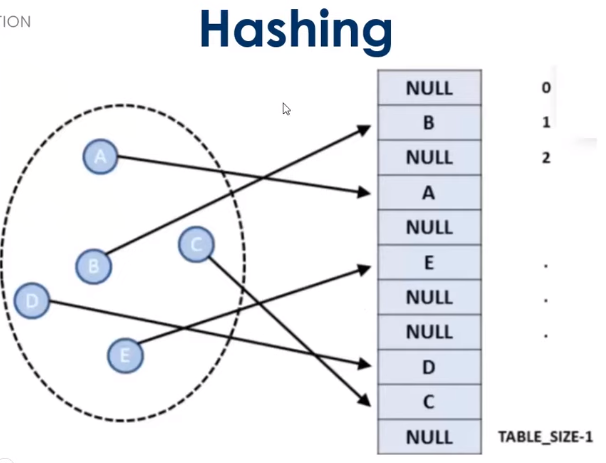 TION
Hashing
NULL 0
B 1
NULL 2
A
NULL
E .
NULL .
NULL .
D
C
NULL TABLE_SIZE-1
A
B
C
D
E